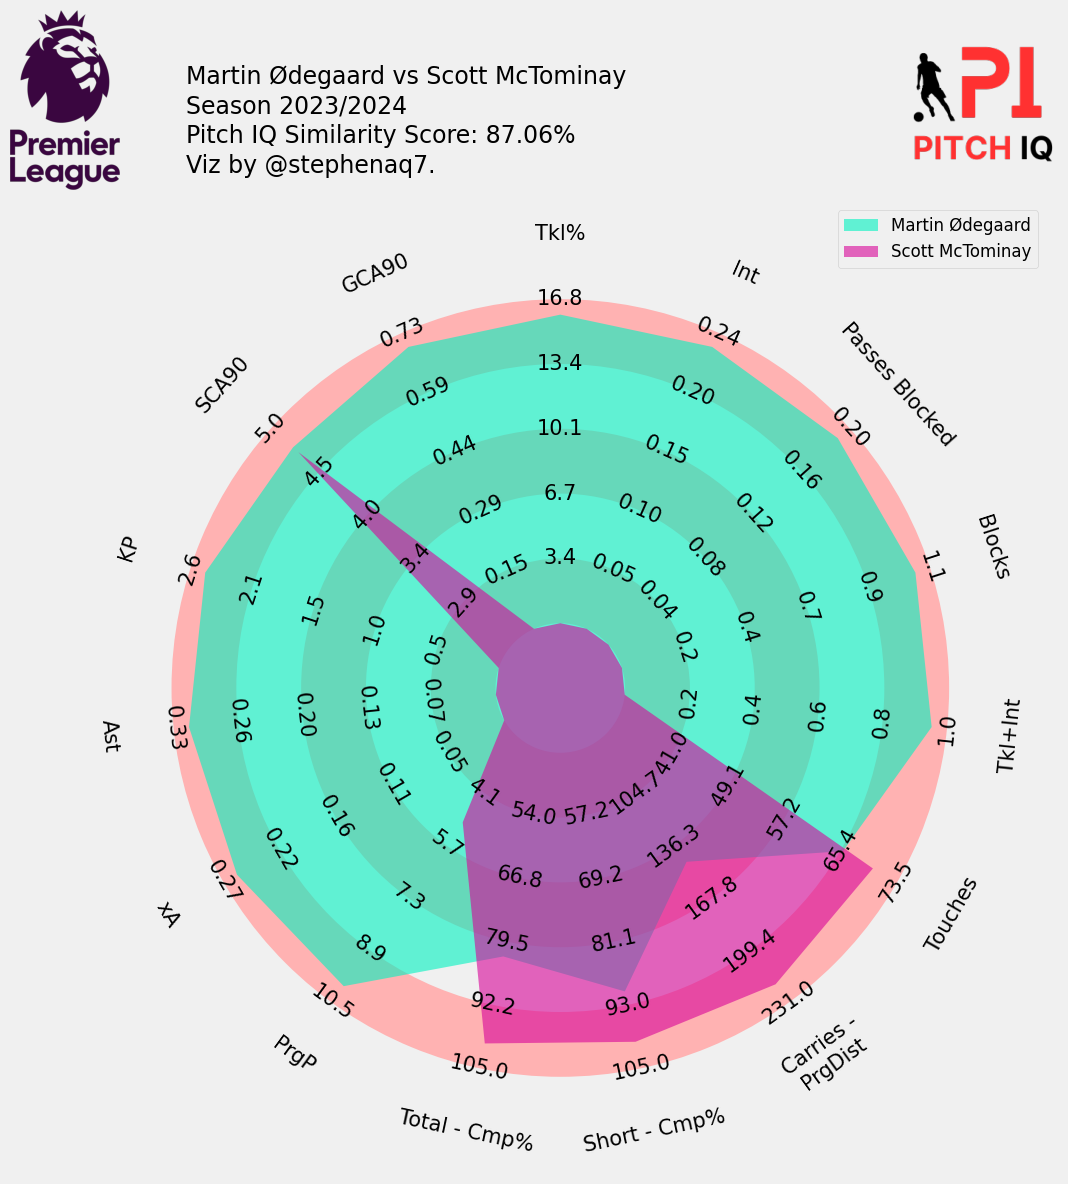 Premier
League
Martin Ødegaard vs Scott McTominay
Season 2023/2024
Pitch IQ Similarity Score: 87.06%
Viz by @stephenaq7.
PI
PITCH IQ
Martin Ødegaard
Scott McTominay
Tkl%
3.4
6.7
10.1
13.4
16.8
Int
0.05
0.10
0.15
0.20
0.24
Passes Blocked
0.04
0.08
0.12
0.16
0.20
Blocks
0.2
0.4
0.7
0.9
1.1
Tkl+Int
0.2
0.4
0.6
0.8
1.0
Touches
41.0
49.1
57.2
65.4
73.5
Carries -
PrgDist
104.7
136.3
167.8
199.4
231.0
Short - Cmp%
57.2
69.2
81.1
93.0
105.0
Total - Cmp%
54.0
66.8
79.5
92.2
105.0
PrgP
4.1
5.7
7.3
8.9
10.5
xA
0.05
0.11
0.16
0.22
0.27
Ast
0.07
0.13
0.20
0.26
0.33
KP
0.5
1.0
1.5
2.1
2.6
SCA90
2.9
3.4
4.0
4.5
5.0
GCA90
0.15
0.29
0.44
0.59
0.73